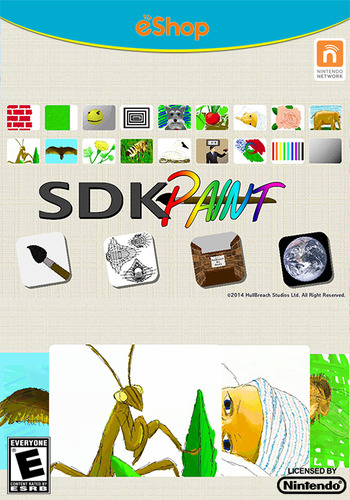 eShop
NINTENDO
NETWORK
SDK PAINT
©2014 HullBreach Studios Ltd. All Right Reserved.
EVERYONE
E
CONTENT RATED BY
ESRB
LICENSED BY
Nintendo